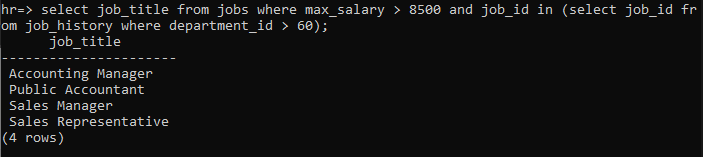 hr=> select job_title from jobs where max_salary > 8500 and job_id in (select job_id fr
om job_history where department_id > 60);
      job_title
-----------------------
 Accounting Manager
 Public Accountant
 Sales Manager
 Sales Representative
(4 rows)